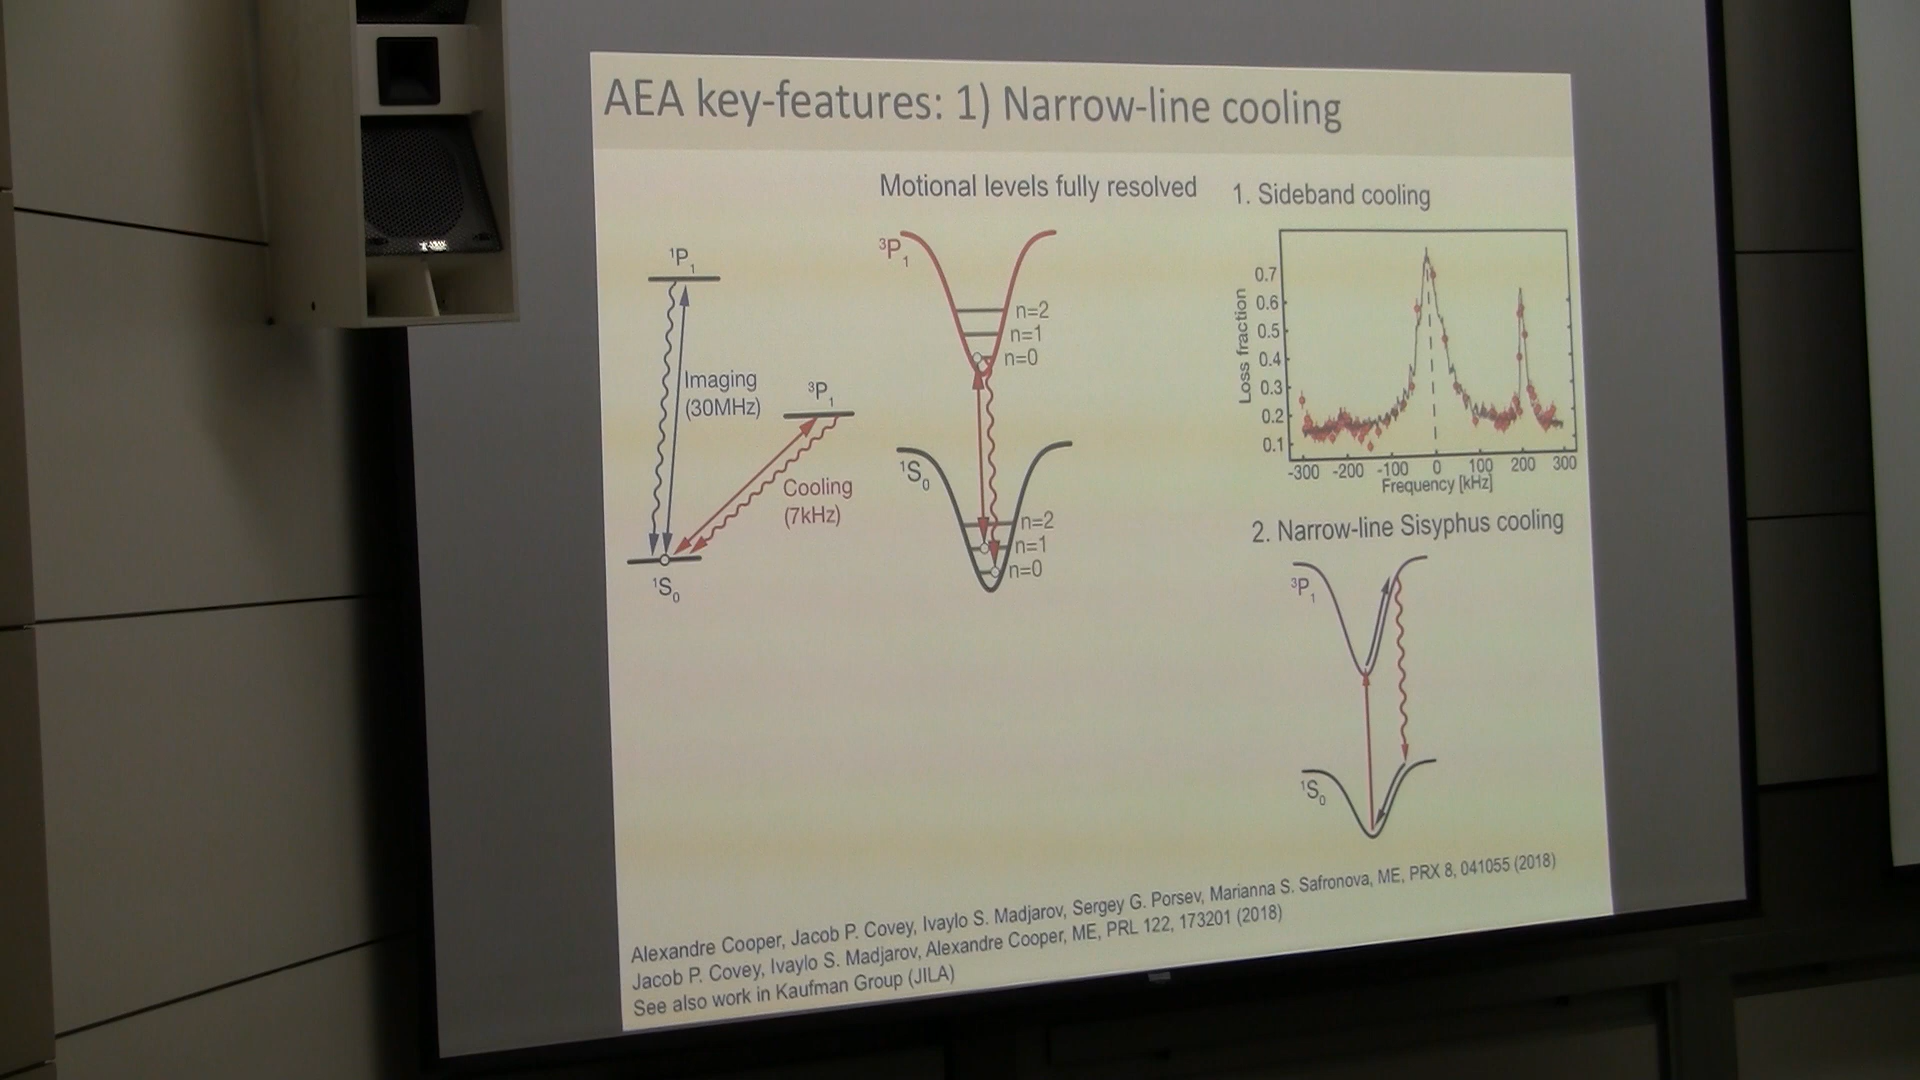 AEA key-features: 1) Narrow-line cooling
Motional levels fully resolved
1. Sideband cooling
¹P₁
Imaging
(30MHz)
³P₁
Cooling
(7kHz)
¹S₀
³P₁
n=2
n=1
n=0
¹S₀
n=2
n=1
n=0
Loss fraction
0.7
0.6
0.5
0.4
0.3
0.2
0.1
-300 -200 -100 0 100 200 300
Frequency [kHz]
2. Narrow-line Sisyphus cooling
³P₁
¹S₀
Alexandre Cooper, Jacob P. Covey, Ivaylo S. Madjarov, Sergey G. Porsev, Marianna S. Safronova, ME, PRX 8, 041055 (2018)
Jacob P. Covey, Ivaylo S. Madjarov, Alexandre Cooper, ME, PRL 122, 173201 (2018)
See also work in Kaufman Group (JILA)